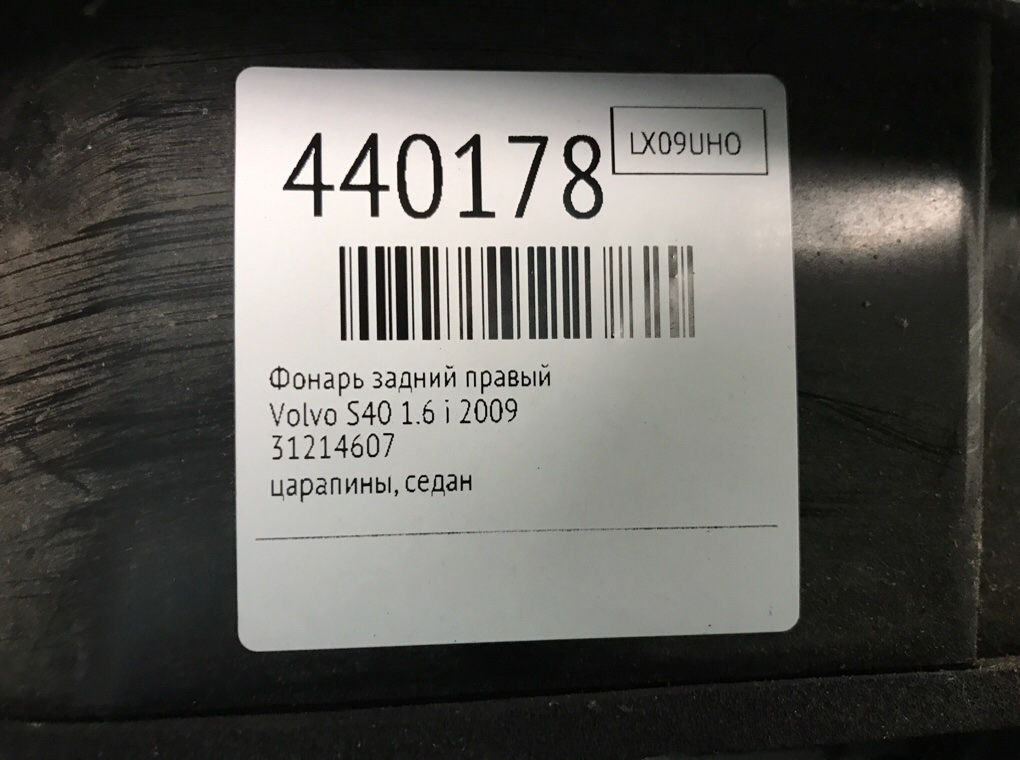 440178
LX09UHO
Фонарь задний правый
Volvo S40 1.6 i 2009
31214607
царапины, седан